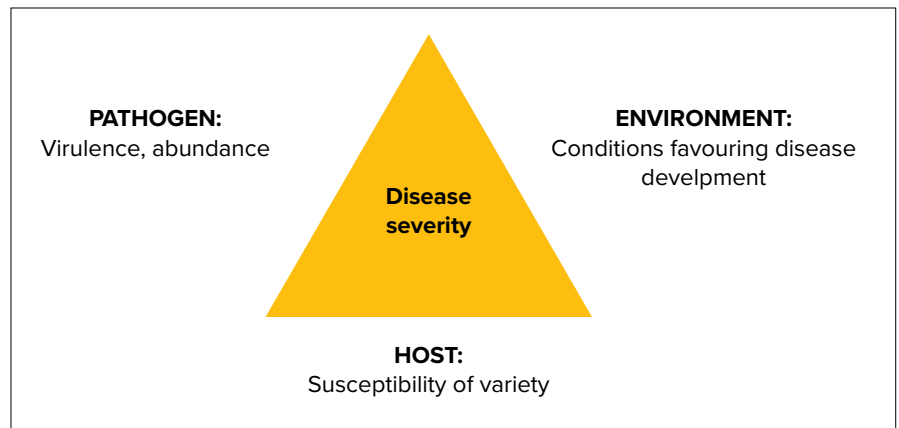 PATHOGEN:
Virulence, abundance
ENVIRONMENT:
Conditions favouring disease
develpment
Disease
severity
HOST:
Susceptibility of variety